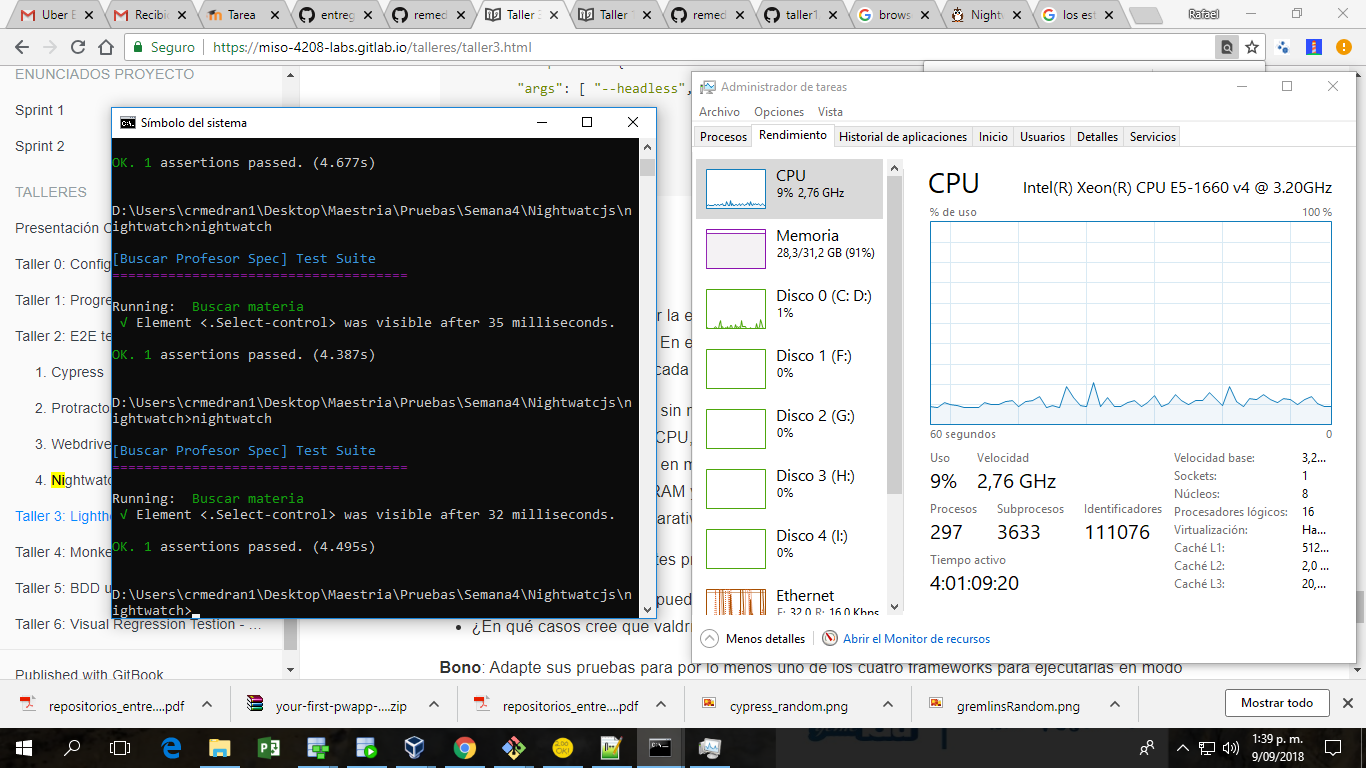 Uber E
Recibi
Tarea
entreg
remed
Taller 3
Taller
remed
taller1
brows
Nightw
los est
Rafael
Seguro
https://miso-4208-labs.gitlab.io/talleres/taller3.html
ENUNCIADOS PROYECTO
Sprint 1
Sprint 2
TALLERES
Presentación C
Taller 0: Config
Taller 1: Progre
Taller 2: E2E te
1. Cypress
2. Protracto
3. Webdrive
4. Nightwatc
Taller 3: Lighth
Taller 4: Monke
Taller 5: BDD u
Taller 6: Visual Regression Testion - …
Published with GitBook
"args": [ "--headless",
Símbolo del sistema
OK. 1 assertions passed. (4.677s)
D:\Users\crmedran1\Desktop\Maestria\Pruebas\Semana4\Nightwatcjs\n
ightwatch>nightwatch
[Buscar Profesor Spec] Test Suite
=====================================
Running:  Buscar materia
√ Element <.Select-control> was visible after 35 milliseconds.
OK. 1 assertions passed. (4.387s)
D:\Users\crmedran1\Desktop\Maestria\Pruebas\Semana4\Nightwatcjs\n
ightwatch>nightwatch
[Buscar Profesor Spec] Test Suite
=====================================
Running:  Buscar materia
√ Element <.Select-control> was visible after 32 milliseconds.
OK. 1 assertions passed. (4.495s)
D:\Users\crmedran1\Desktop\Maestria\Pruebas\Semana4\Nightwatcjs\n
ightwatch>
r la e
En e
cada
sin n
CPU,
en m
RAM y
arativ
tes pr
pued
¿En qué casos cree que valdr
Bono: Adapte sus pruebas para por lo menos uno de los cuatro frameworks para ejecutarlas en modo
Administrador de tareas
Archivo Opciones Vista
Procesos Rendimiento Historial de aplicaciones Inicio Usuarios Detalles Servicios
CPU
9% 2,76 GHz
Memoria
28,3/31,2 GB (91%)
Disco 0 (C: D:)
1%
Disco 1 (F:)
0%
Disco 2 (G:)
0%
Disco 3 (H:)
0%
Disco 4 (I:)
0%
Ethernet
E: 32,0 R: 16,0 Kbps
CPU
Intel(R) Xeon(R) CPU E5-1660 v4 @ 3.20GHz
% de uso
100 %
60 segundos
0
Uso Velocidad
9% 2,76 GHz
Procesos Subprocesos Identificadores
297 3633 111076
Tiempo activo
4:01:09:20
Velocidad base: 3,2...
Sockets: 1
Núcleos: 8
Procesadores lógicos: 16
Virtualización: Ha...
Caché L1: 512...
Caché L2: 2,0 ...
Caché L3: 20,...
Menos detalles
Abrir el Monitor de recursos
repositorios_entre....pdf
your-first-pwapp-....zip
repositorios_entre....pdf
cypress_random.png
gremlinsRandom.png
Mostrar todo
1:39 p. m.
9/09/2018